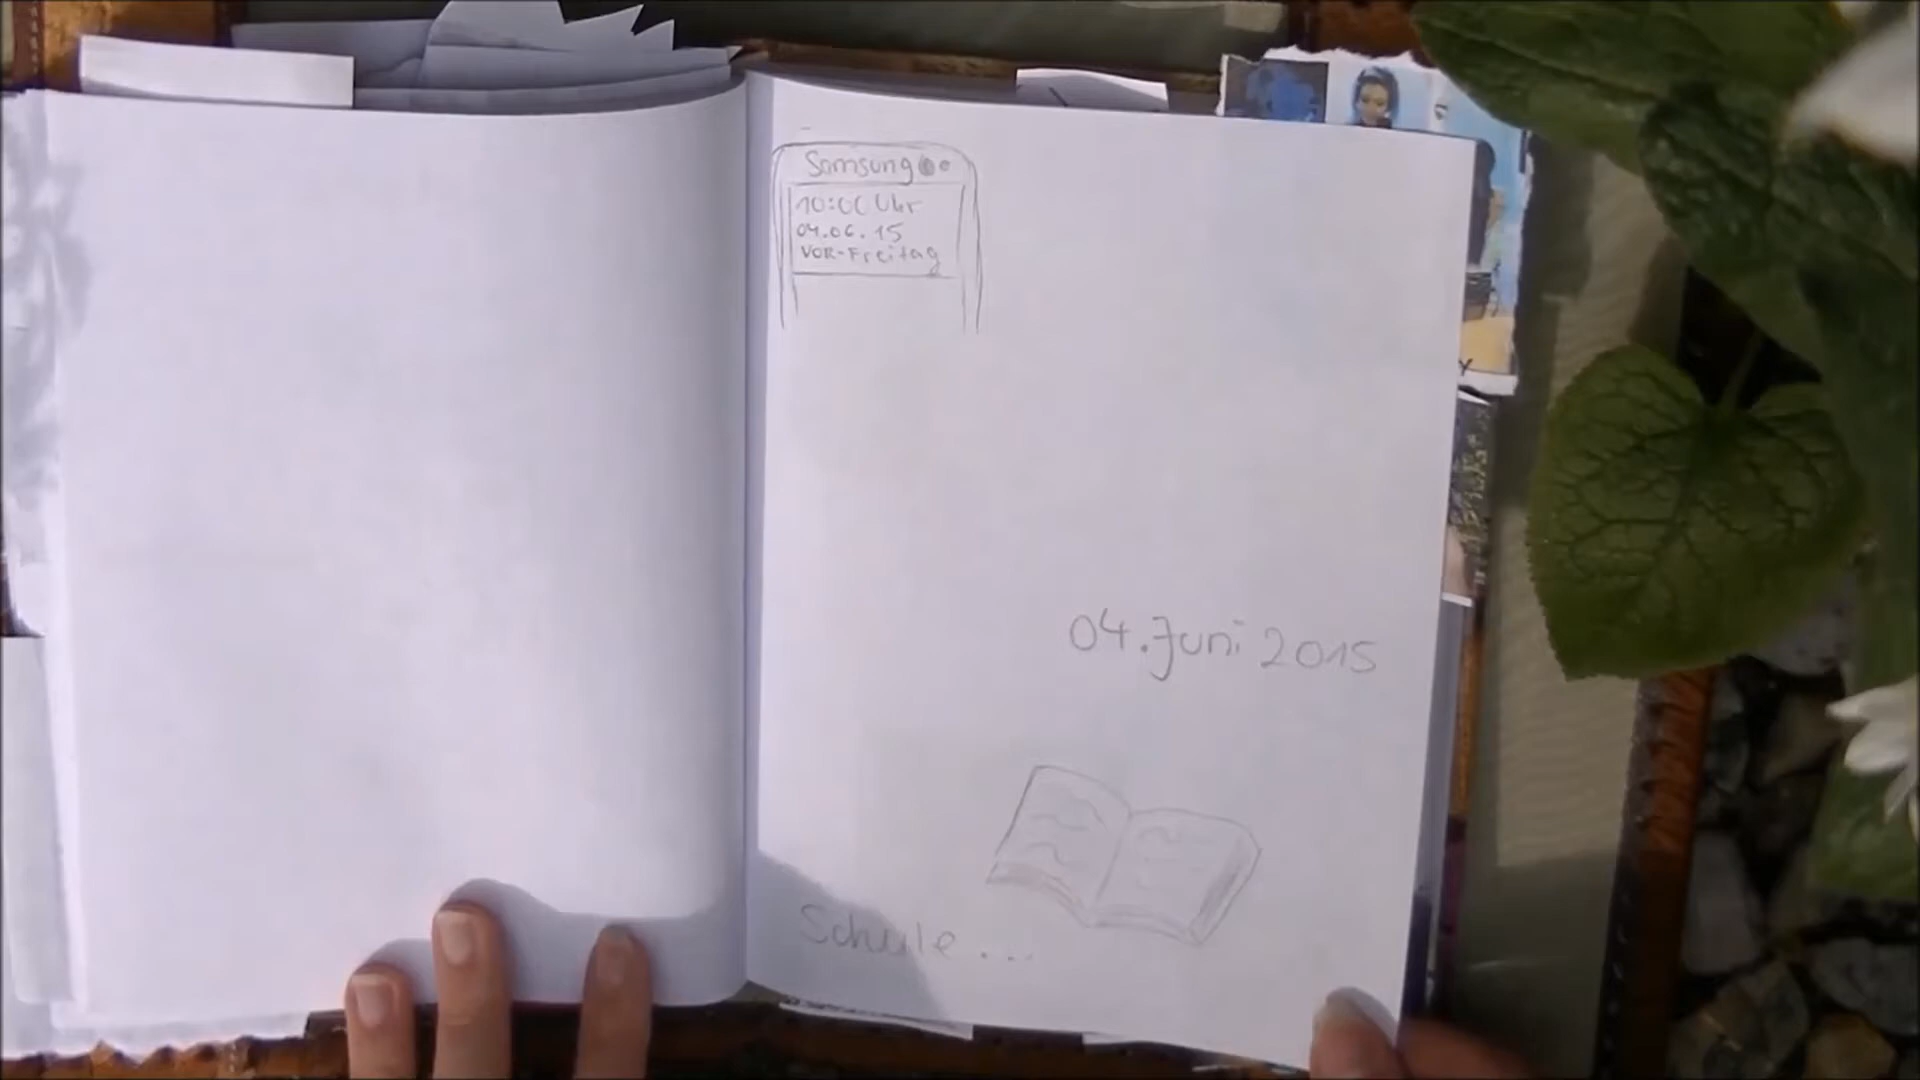 Samsung
10:00 Uhr
04.06.15
VOR-Freitag
04. Juni 2015
Schule...